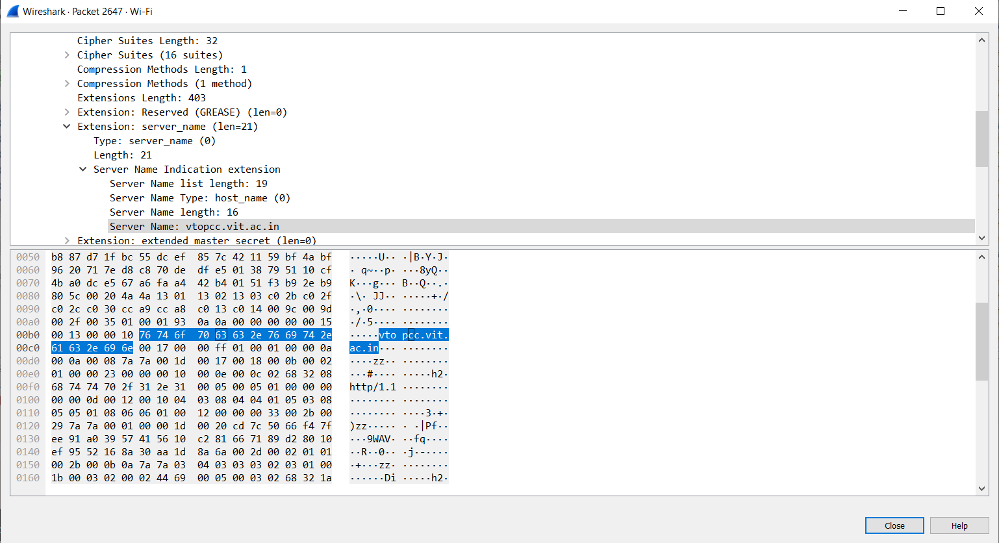 Wireshark · Packet 2647 · Wi-Fi
Cipher Suites Length: 32
Cipher Suites (16 suites)
Compression Methods Length: 1
Compression Methods (1 method)
Extensions Length: 403
Extension: Reserved (GREASE) (len=0)
Extension: server_name (len=21)
Type: server_name (0)
Length: 21
Server Name Indication extension
Server Name list length: 19
Server Name Type: host_name (0)
Server Name length: 16
Server Name: vtopcc.vit.ac.in
Extension: extended master secret (len=0)
0050 b8 87 d7 1f bc 55 dc ef 85 7c 42 11 59 bf 4a bf ·····U·· ·|B·Y·J·
0060 96 20 71 7e d8 c8 70 de df e5 01 38 79 51 10 cf · q~··p· ···8yQ··
0070 4b a0 dc e5 67 a6 fa a4 42 b4 01 51 f3 b9 2e b9 K···g··· B··Q··.·
0080 80 5c 00 20 4a 4a 13 01 13 02 13 03 c0 2b c0 2f ·\· JJ·· ·····+·/
0090 c0 2c c0 30 cc a9 cc a8 c0 13 c0 14 00 9c 00 9d ·,·0···· ········
00a0 00 2f 00 35 01 00 01 93 0a 0a 00 00 00 00 00 15 ·/·5···· ········
00b0 00 13 00 00 10 76 74 6f 70 63 63 2e 76 69 74 2e ·····vto pcc.vit.
00c0 61 63 2e 69 6e 00 17 00 00 ff 01 00 01 00 00 0a ac.in··· ········
00d0 00 0a 00 08 7a 7a 00 1d 00 17 00 18 00 0b 00 02 ····zz·· ········
00e0 01 00 00 23 00 00 00 10 00 0e 00 0c 02 68 32 08 ···#···· ·····h2·
00f0 68 74 74 70 2f 31 2e 31 00 05 00 05 01 00 00 00 http/1.1 ········
0100 00 00 0d 00 12 00 10 04 03 08 04 04 01 05 03 08 ········ ········
0110 05 05 01 08 06 06 01 00 12 00 00 00 33 00 2b 00 ········ ····3·+·
0120 29 7a 7a 00 01 00 00 1d 00 20 cd 7c 50 66 f4 7f )zz····· · ·|Pf··
0130 ee 91 a0 39 57 41 56 10 c2 81 66 71 89 d2 80 10 ···9WAV· ··fq····
0140 ef 95 52 16 8a 30 aa 1d 8a 6a 00 2d 00 02 01 01 ··R··0·· ·j·-····
0150 00 2b 00 0b 0a 7a 7a 03 04 03 03 03 02 03 01 00 ·+···zz· ········
0160 1b 00 03 02 00 02 44 69 00 05 00 03 02 68 32 1a ······Di ·····h2·
Close Help